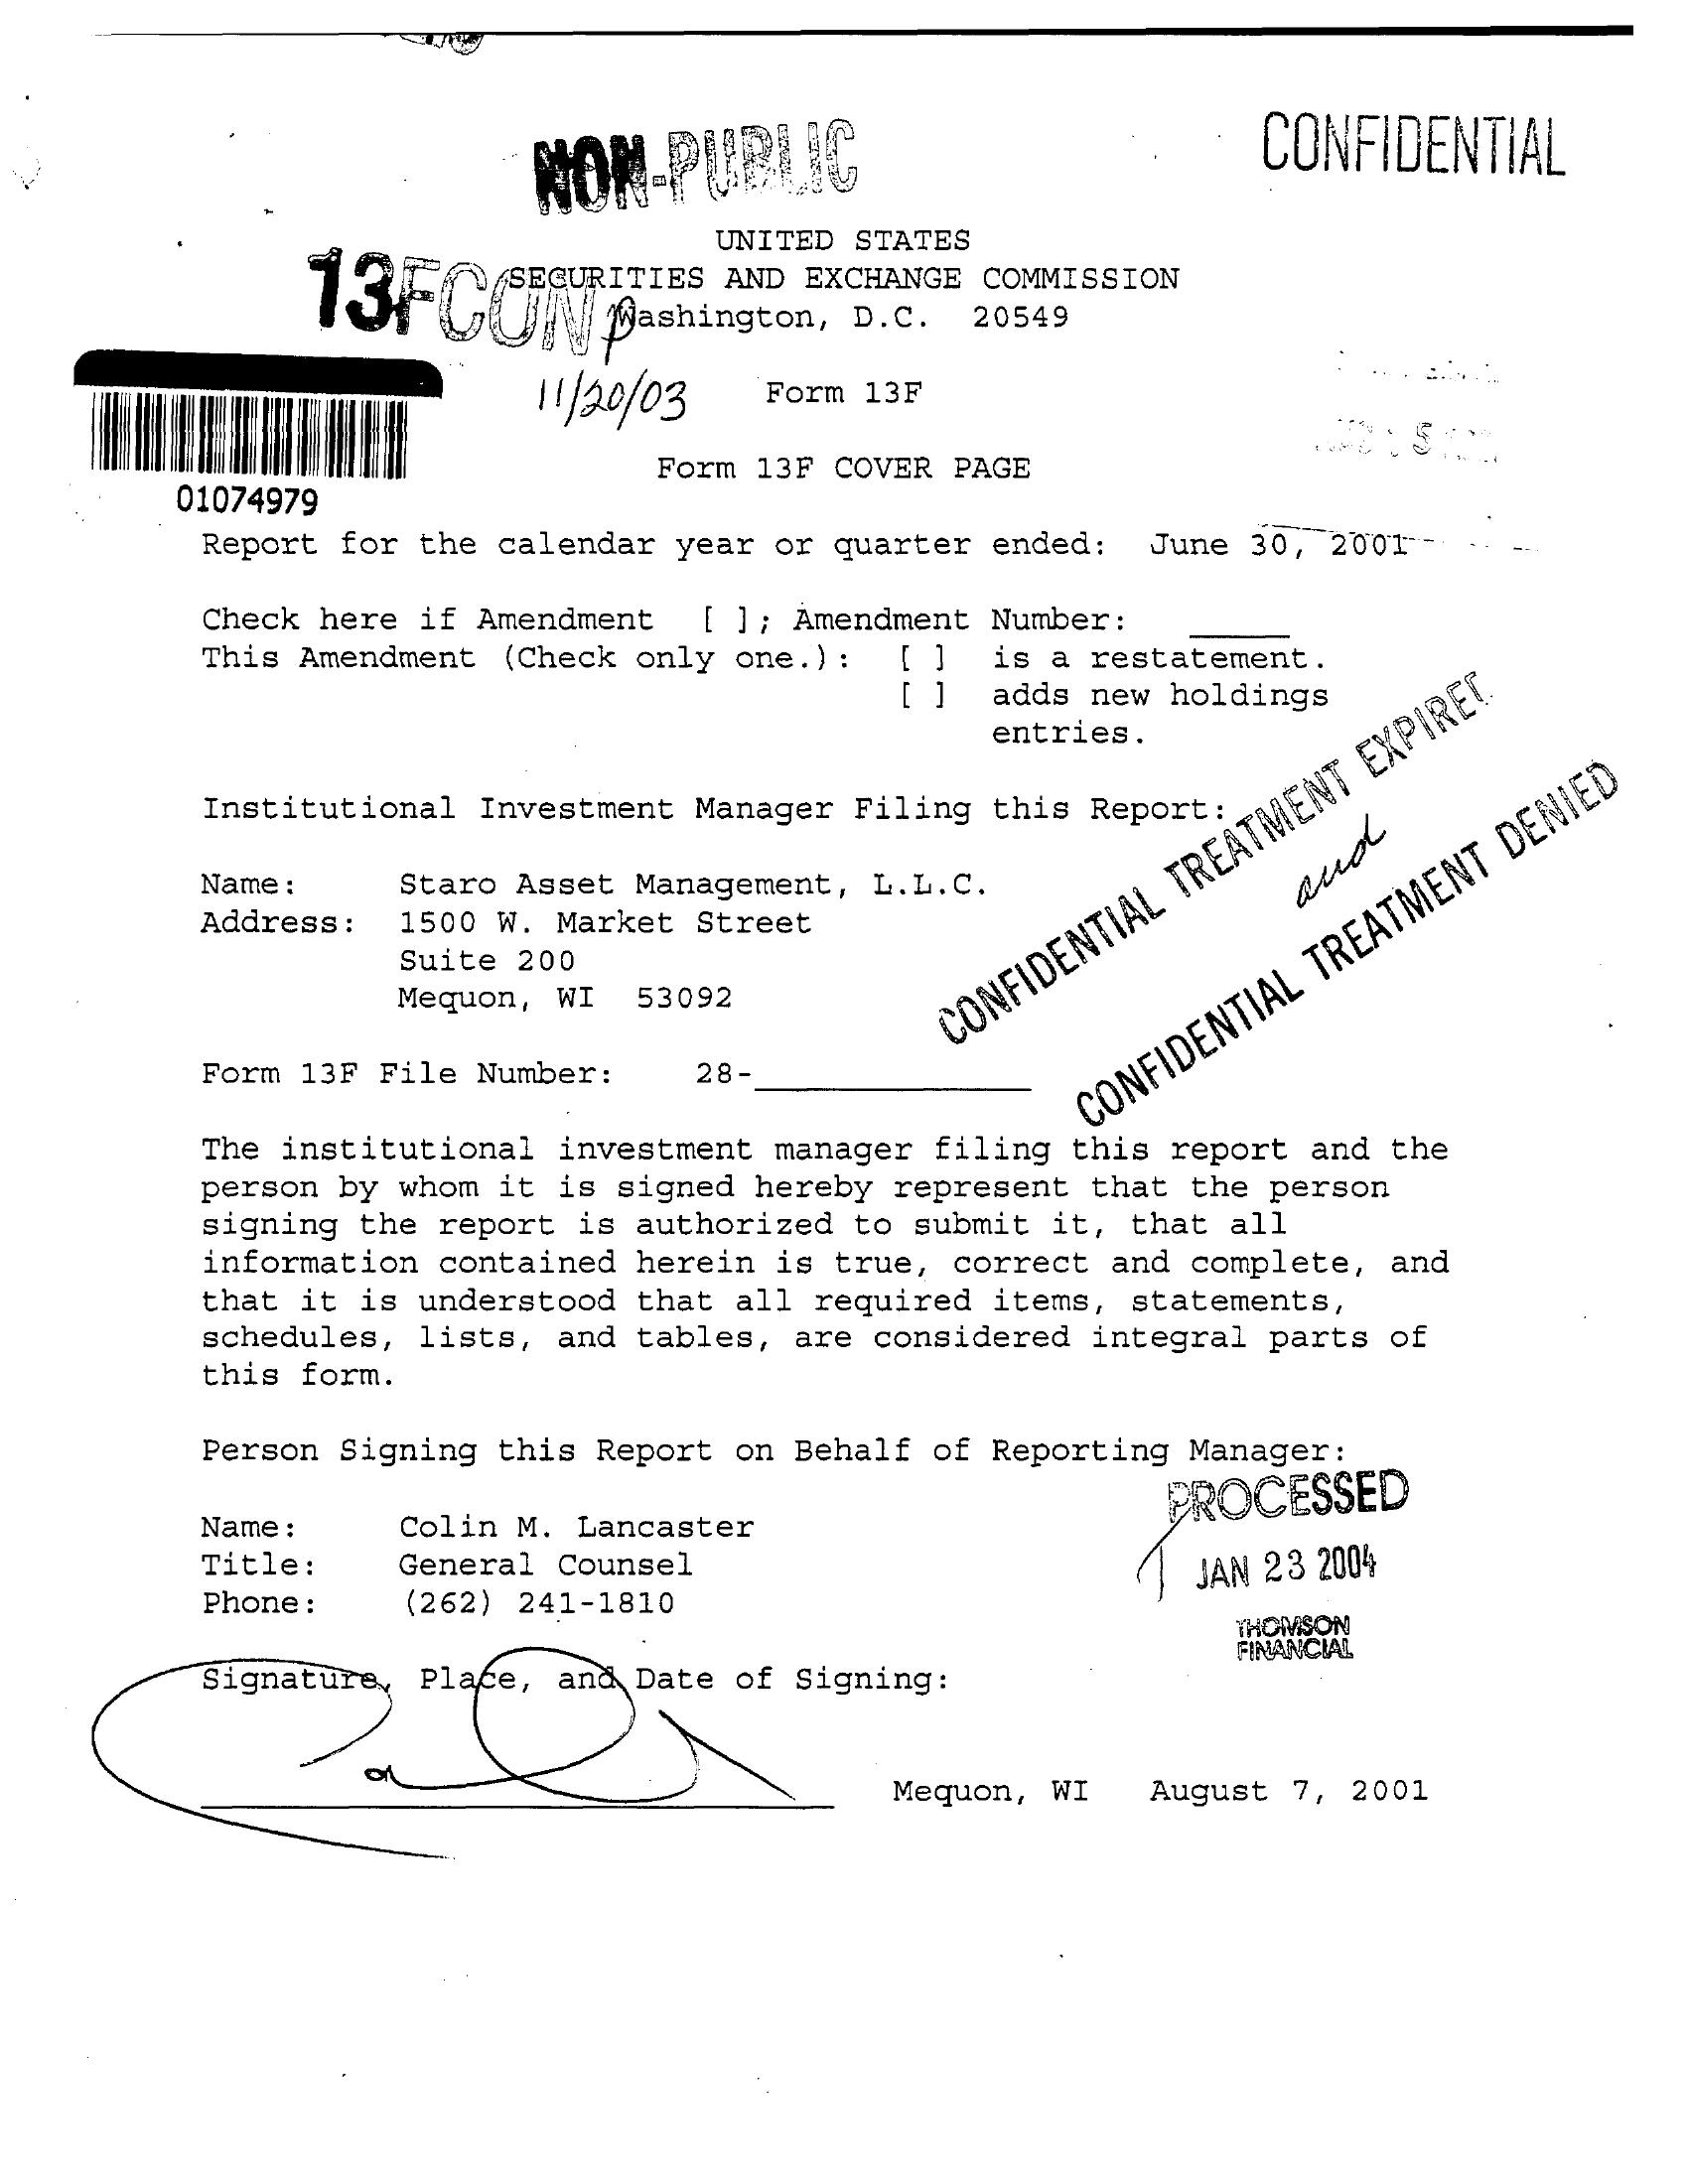 NON-PUBLIC
CONFIDENTIAL
UNITED STATES
13FCON SECURITIES AND EXCHANGE COMMISSION
Washington, D.C. 20549
11/20/03 Form 13F
Form 13F COVER PAGE
01074979
Report for the calendar year or quarter ended: June 30, 2001
Check here if Amendment [ ]; Amendment Number: _____
This Amendment (Check only one.): [ ] is a restatement.
[ ] adds new holdings
entries.
CONFIDENTIAL TREATMENT EXPIRED
and
CONFIDENTIAL TREATMENT DENIED
Institutional Investment Manager Filing this Report:
Name: Staro Asset Management, L.L.C.
Address: 1500 W. Market Street
Suite 200
Mequon, WI 53092
Form 13F File Number: 28-______________
The institutional investment manager filing this report and the
person by whom it is signed hereby represent that the person
signing the report is authorized to submit it, that all
information contained herein is true, correct and complete, and
that it is understood that all required items, statements,
schedules, lists, and tables, are considered integral parts of
this form.
Person Signing this Report on Behalf of Reporting Manager:
PROCESSED
Name: Colin M. Lancaster
Title: General Counsel
JAN 23 2004
Phone: (262) 241-1810
THOMSON
FINANCIAL
Signature, Place, and Date of Signing:
Mequon, WI August 7, 2001